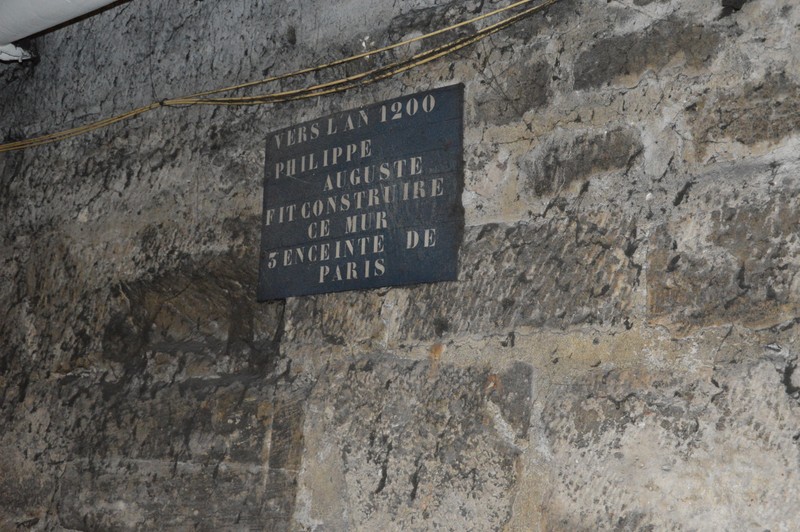 VERS L'AN 1200
PHILIPPE
AUGUSTE
FIT CONSTRUIRE
CE MUR
3 ENCEINTE DE
PARIS